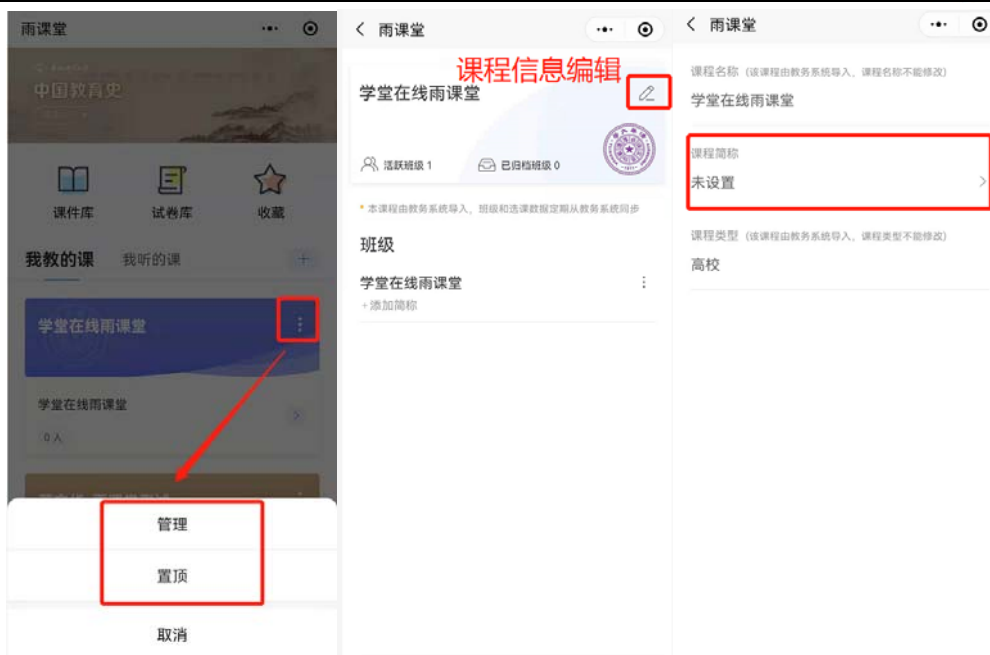 雨课堂
中国教育史
课件库
试卷库
收藏
我教的课
我听的课
学堂在线雨课堂
学堂在线雨课堂
0人
管理
置顶
取消
雨课堂
课程信息编辑
学堂在线雨课堂
活跃班级 1
已归档班级 0
* 本课程由教务系统导入，班级和选课数据定期从教务系统同步
班级
学堂在线雨课堂
+添加简称
雨课堂
课程名称（该课程由教务系统导入，课程名称不能修改）
学堂在线雨课堂
课程简称
未设置
课程类型（该课程由教务系统导入，课程类型不能修改）
高校